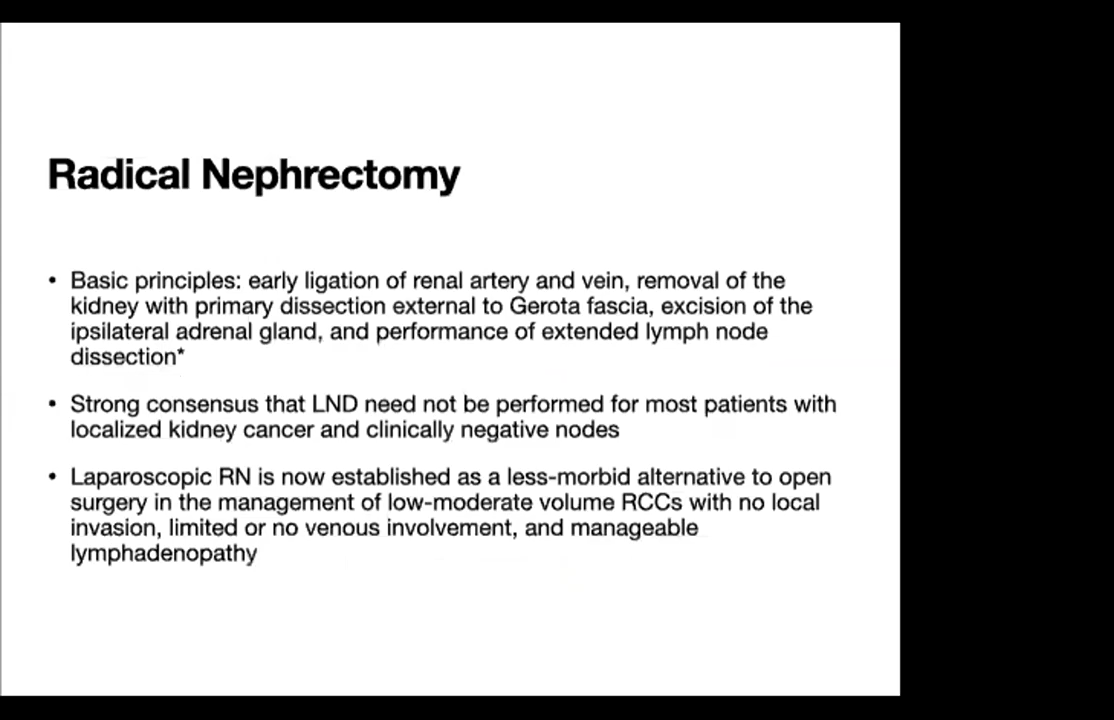 Radical Nephrectomy
• Basic principles: early ligation of renal artery and vein, removal of the
kidney with primary dissection external to Gerota fascia, excision of the
ipsilateral adrenal gland, and performance of extended lymph node
dissection*
• Strong consensus that LND need not be performed for most patients with
localized kidney cancer and clinically negative nodes
• Laparoscopic RN is now established as a less-morbid alternative to open
surgery in the management of low-moderate volume RCCs with no local
invasion, limited or no venous involvement, and manageable
lymphadenopathy